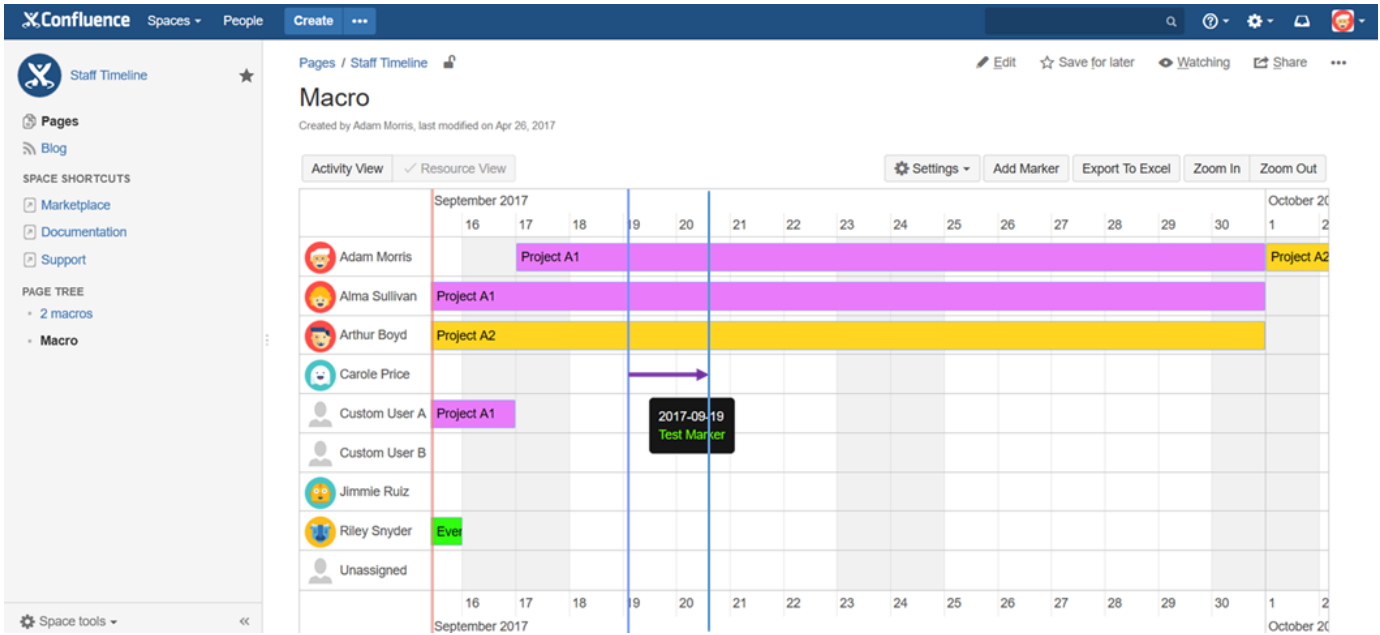 Confluence Spaces People Create
Staff Timeline
Pages
Blog
SPACE SHORTCUTS
Marketplace
Documentation
Support
PAGE TREE
2 macros
Macro
Space tools
Pages / Staff Timeline
Edit Save for later Watching Share
Macro
Created by Adam Morris, last modified on Apr 26, 2017
Activity View Resource View Settings Add Marker Export To Excel Zoom In Zoom Out
September 2017 October 20
16 17 18 19 20 21 22 23 24 25 26 27 28 29 30 1 2
Adam Morris Project A1 Project A2
Alma Sullivan Project A1
Arthur Boyd Project A2
Carole Price
Custom User A Project A1
2017-09-19
Test Marker
Custom User B
Jimmie Ruiz
Riley Snyder Ever
Unassigned
16 17 18 19 20 21 22 23 24 25 26 27 28 29 30 1 2
September 2017 October 20